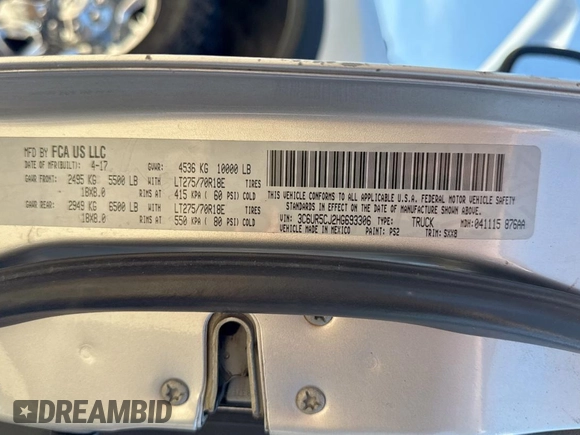 MFD BY FCA US LLC
DATE OF MFR(BUILT): 4-17 GVWR: 4536 KG 10000 LB
GAWR FRONT: 2495 KG 5500 LB WITH LT275/70R18E TIRES
18X8.0 RIMS AT 415 KPA ( 60 PSI) COLD
GAWR REAR: 2949 KG 6500 LB WITH LT275/70R18E TIRES
18X8.0 RIMS AT 550 KPA ( 80 PSI) COLD
THIS VEHICLE CONFORMS TO ALL APPLICABLE U.S.A. FEDERAL MOTOR VEHICLE SAFETY
STANDARDS IN EFFECT ON THE DATE OF MANUFACTURE SHOWN ABOVE.
VIN: 3C6UR5CJ2HG693306 TYPE: TRUCK MDH: 041115 876AA
VEHICLE MADE IN MEXICO PAINT: PS2 TRIM: SXX8
DREAMBID